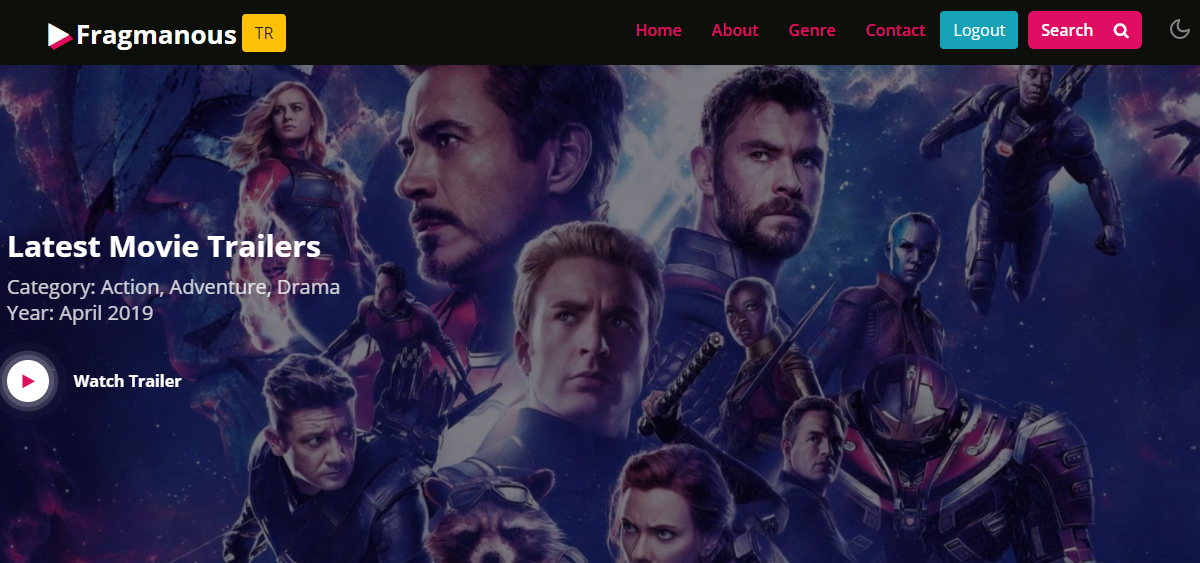 Fragmanous TR Home About Genre Contact Logout Search
Latest Movie Trailers
Category: Action, Adventure, Drama
Year: April 2019
Watch Trailer